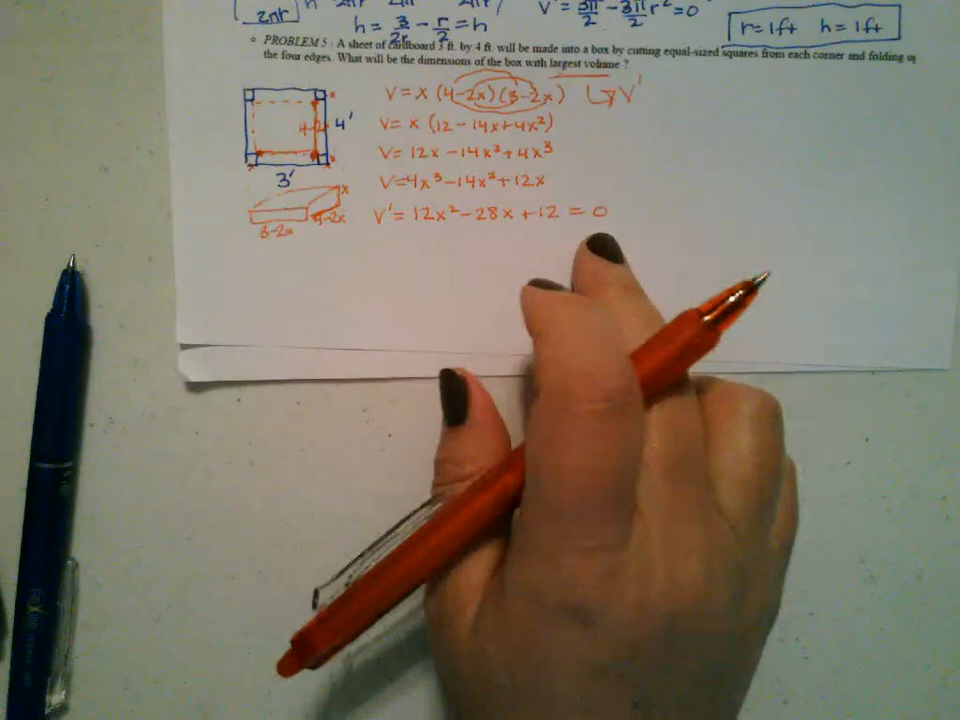 h = 3/2r - r/2 = h
V' = 3π/2 - 3π/2 r² = 0
r = 1ft h = 1ft
PROBLEM 5 : A sheet of cardboard 3 ft. by 4 ft. will be made into a box by cutting equal-sized squares from each corner and folding up
the four edges. What will be the dimensions of the box with largest volume ?
V = x (4-2x)(3-2x) ↳V'
4'
V = x (12 - 14x + 4x²)
V = 12x - 14x² + 4x³
3'
V = 4x³ - 14x² + 12x
x
V' = 12x² - 28x + 12 = 0
4-2x
3-2x